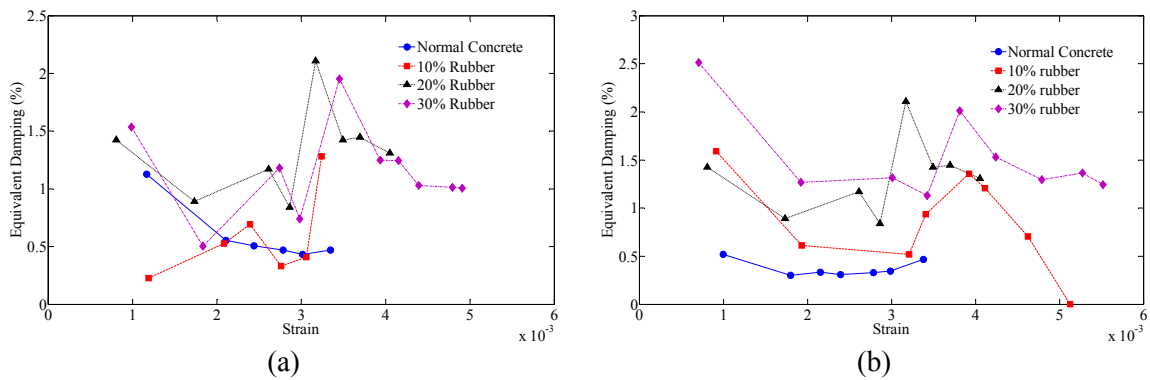 2.5
2
1.5
1
0.5
0
Equivalent Damping (%)
Normal Concrete
10% Rubber
20% Rubber
30% Rubber
0 1 2 3 4 5 6
Strain
x 10⁻³
(a)
3
2.5
2
1.5
1
0.5
0
Equivalent Damping (%)
Normal Concrete
10% rubber
20% rubber
30% rubber
0 1 2 3 4 5 6
Strain
x 10⁻³
(b)